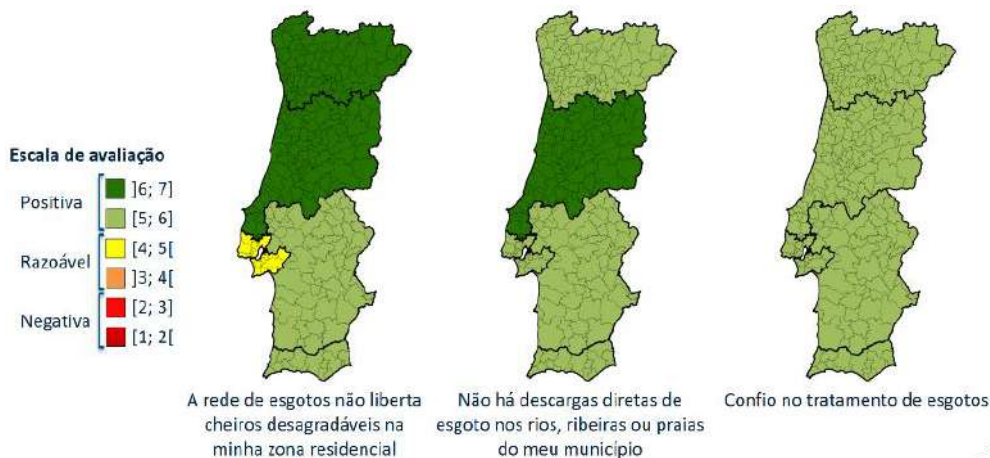 Escala de avaliação
Positiva
]6; 7]
[5; 6]
Razoável
[4; 5[
]3; 4[
Negativa
[2; 3]
[1; 2[
A rede de esgotos não liberta
cheiros desagradáveis na
minha zona residencial
Não há descargas diretas de
esgoto nos rios, ribeiras ou praias
do meu município
Confio no tratamento de esgotos